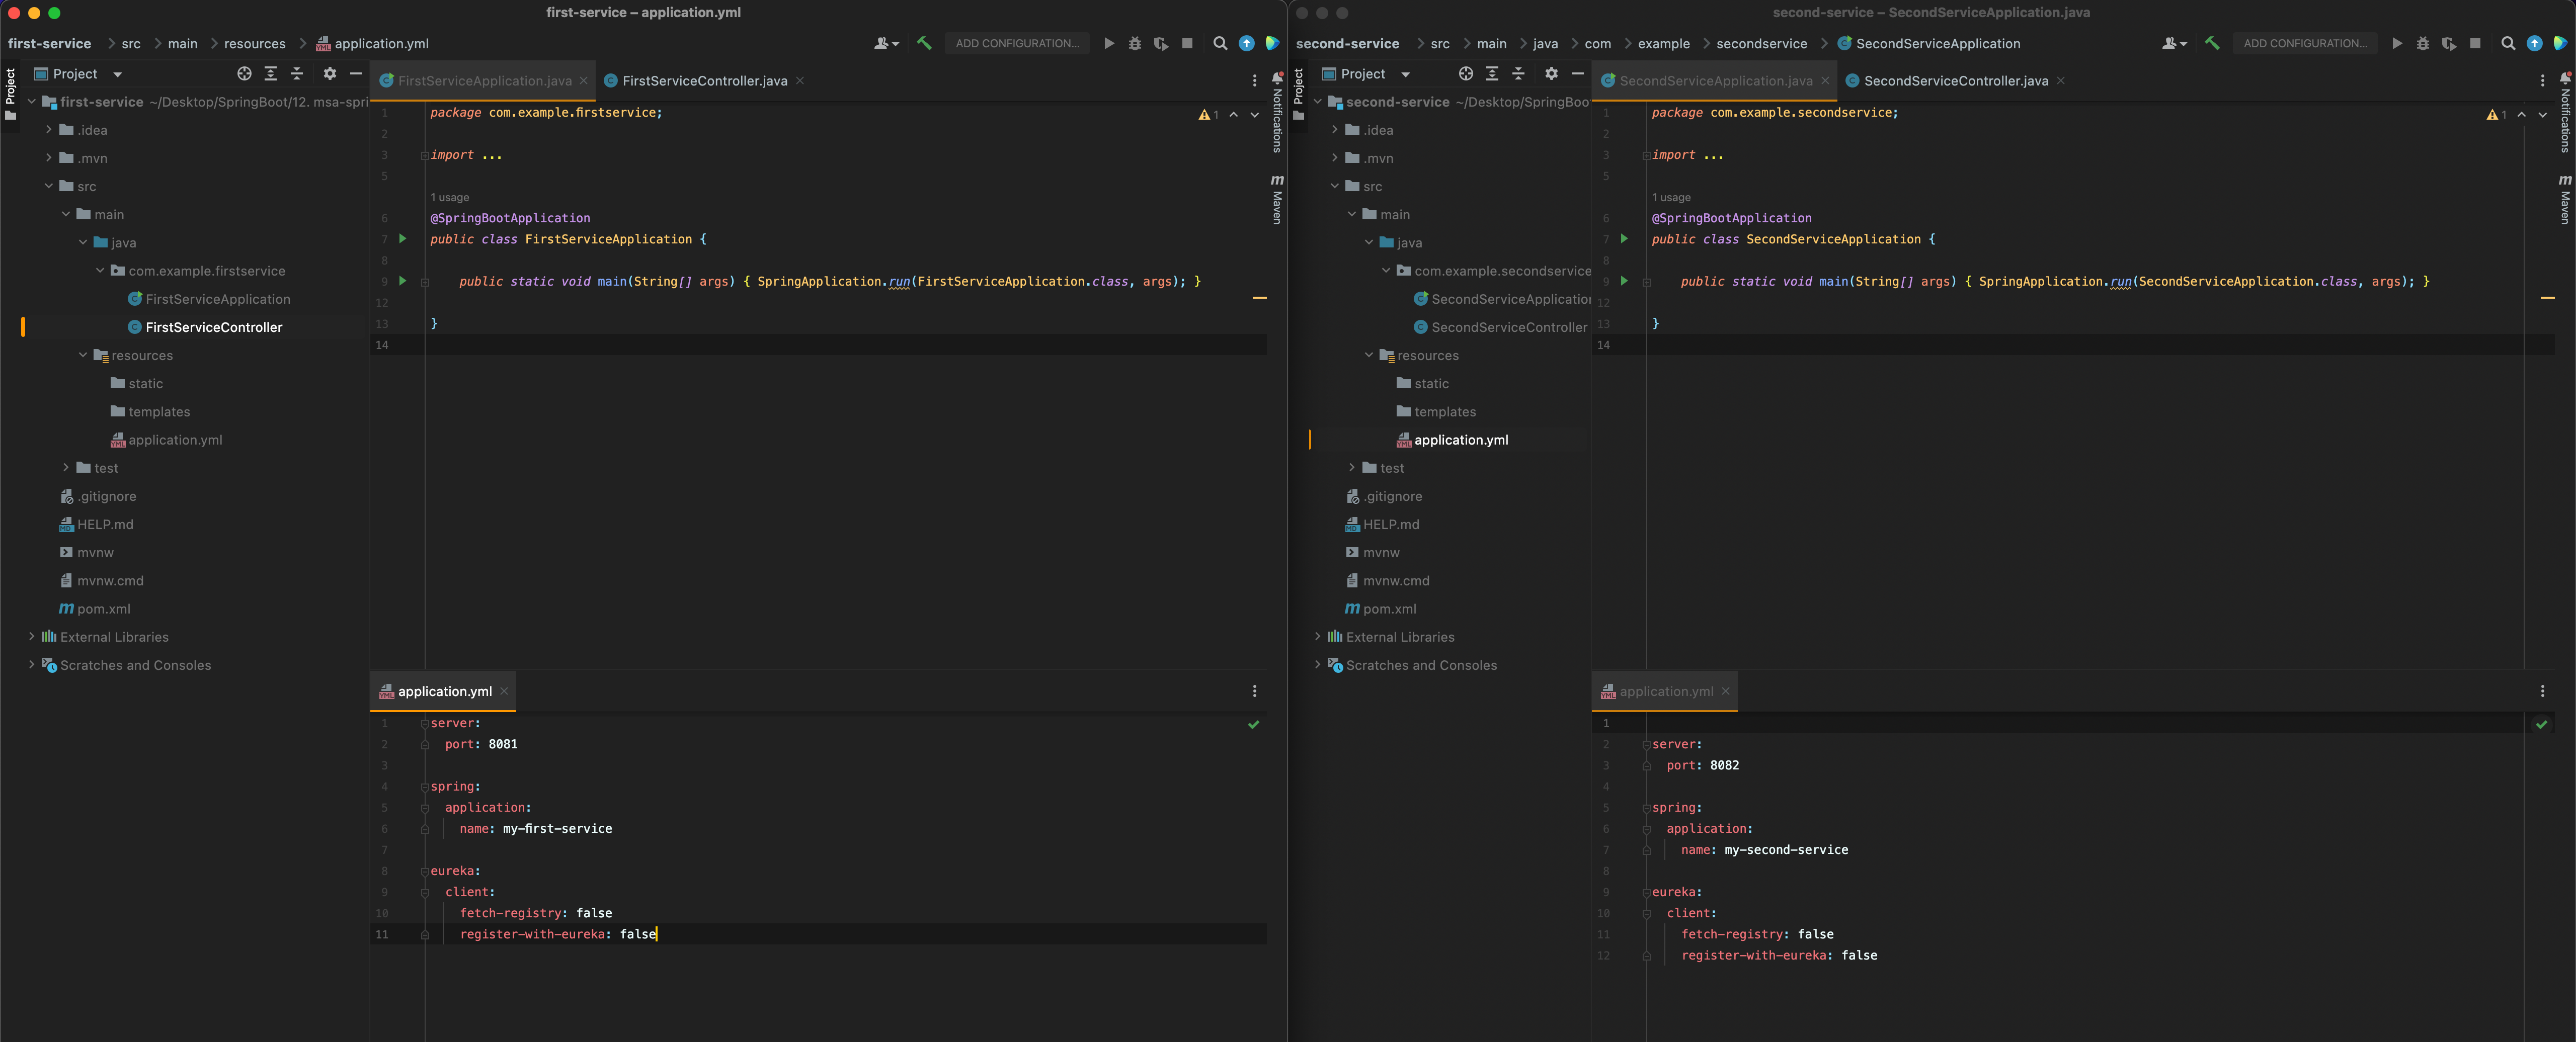 first-service – application.yml
first-service src main resources application.yml
ADD CONFIGURATION...
Project
Project
FirstServiceApplication.java
FirstServiceController.java
first-service ~/Desktop/SpringBoot/12. msa-spri
.idea
.mvn
src
main
java
com.example.firstservice
FirstServiceApplication
FirstServiceController
resources
static
templates
application.yml
test
.gitignore
HELP.md
mvnw
mvnw.cmd
pom.xml
External Libraries
Scratches and Consoles
1 package com.example.firstservice;
2
3 import ...
5
1 usage
6 @SpringBootApplication
7 public class FirstServiceApplication {
8
9 public static void main(String[] args) { SpringApplication.run(FirstServiceApplication.class, args); }
12
13 }
14
1
Notifications
Maven
application.yml
1 server:
2 port: 8081
3
4 spring:
5 application:
6 name: my-first-service
7
8 eureka:
9 client:
10 fetch-registry: false
11 register-with-eureka: false
second-service – SecondServiceApplication.java
second-service src main java com example secondservice SecondServiceApplication
ADD CONFIGURATION...
Project
Project
SecondServiceApplication.java
SecondServiceController.java
second-service ~/Desktop/SpringBoo
.idea
.mvn
src
main
java
com.example.secondservice
SecondServiceApplication
SecondServiceController
resources
static
templates
application.yml
test
.gitignore
HELP.md
mvnw
mvnw.cmd
pom.xml
External Libraries
Scratches and Consoles
1 package com.example.secondservice;
2
3 import ...
5
1 usage
6 @SpringBootApplication
7 public class SecondServiceApplication {
8
9 public static void main(String[] args) { SpringApplication.run(SecondServiceApplication.class, args); }
12
13 }
14
1
Notifications
Maven
application.yml
1
2 server:
3 port: 8082
4
5 spring:
6 application:
7 name: my-second-service
8
9 eureka:
10 client:
11 fetch-registry: false
12 register-with-eureka: false